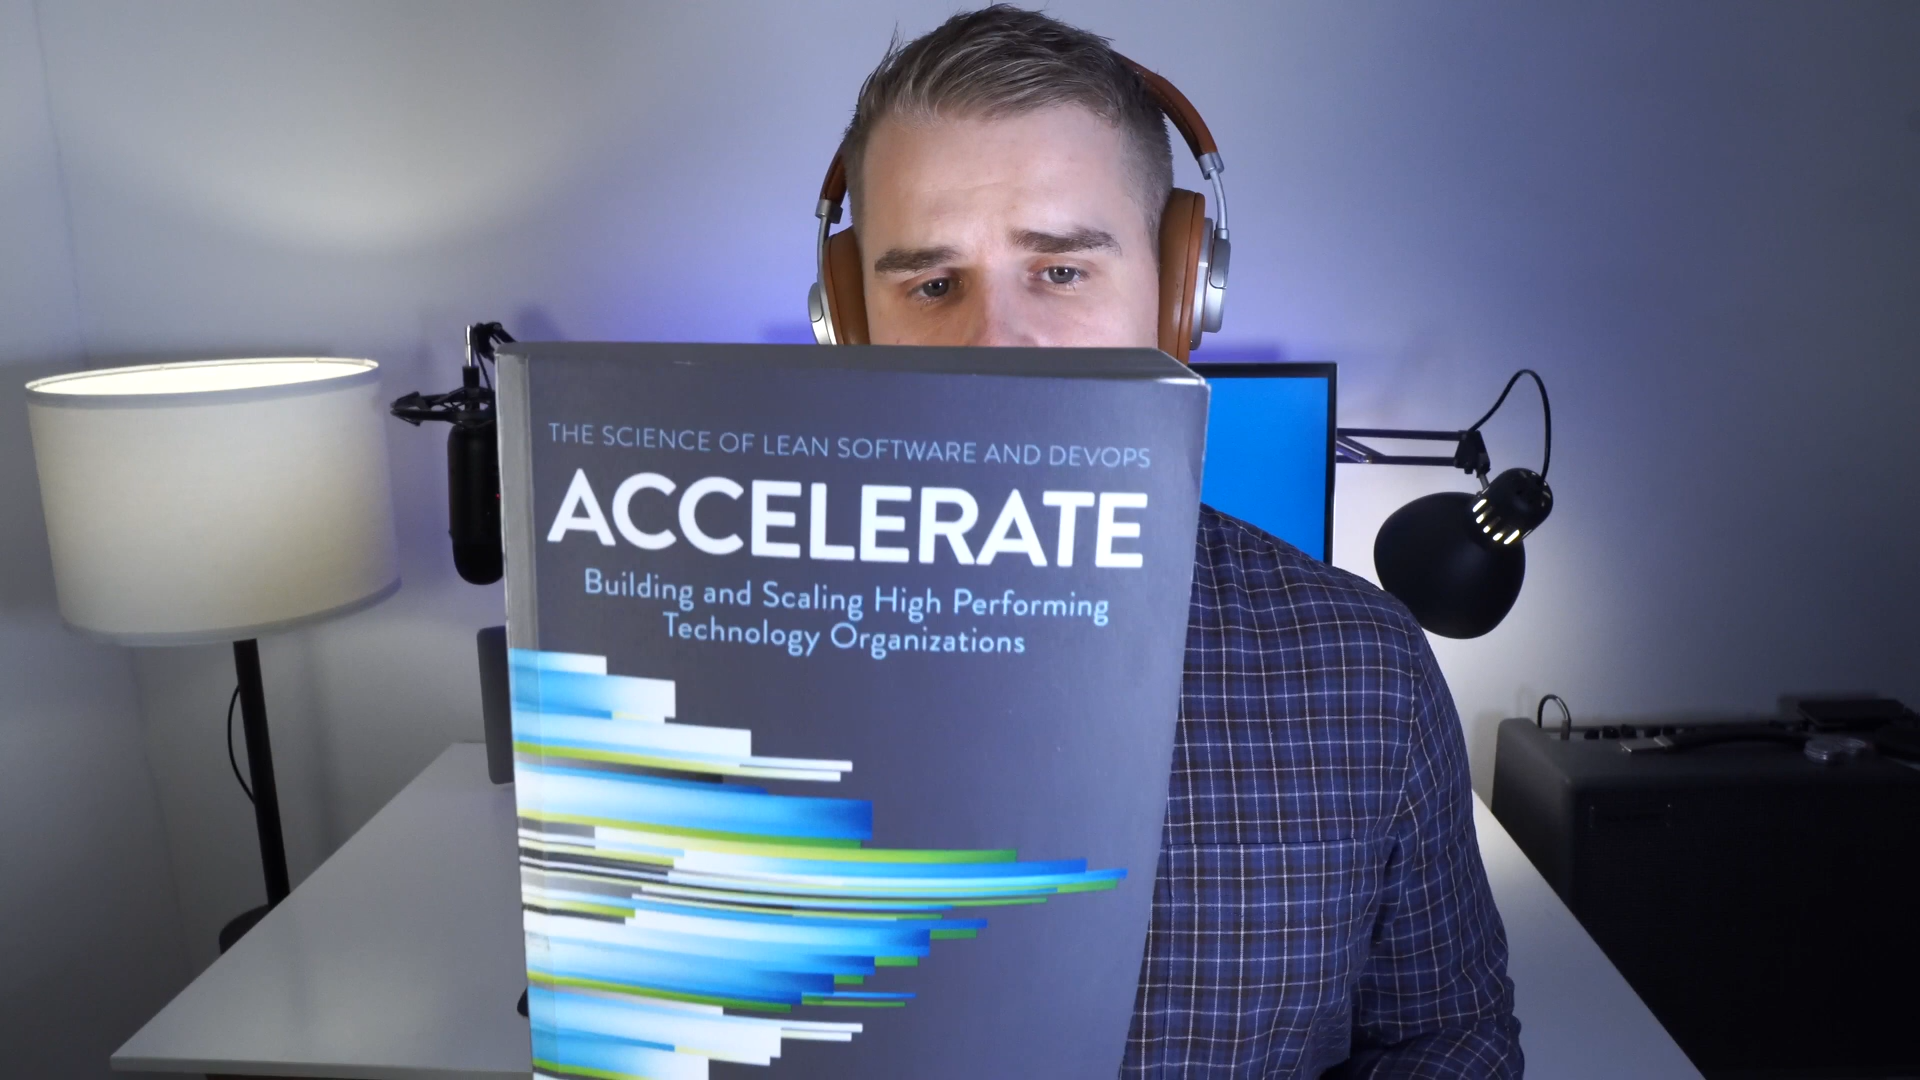 THE SCIENCE OF LEAN SOFTWARE AND DEVOPS
ACCELERATE
Building and Scaling High Performing
Technology Organizations